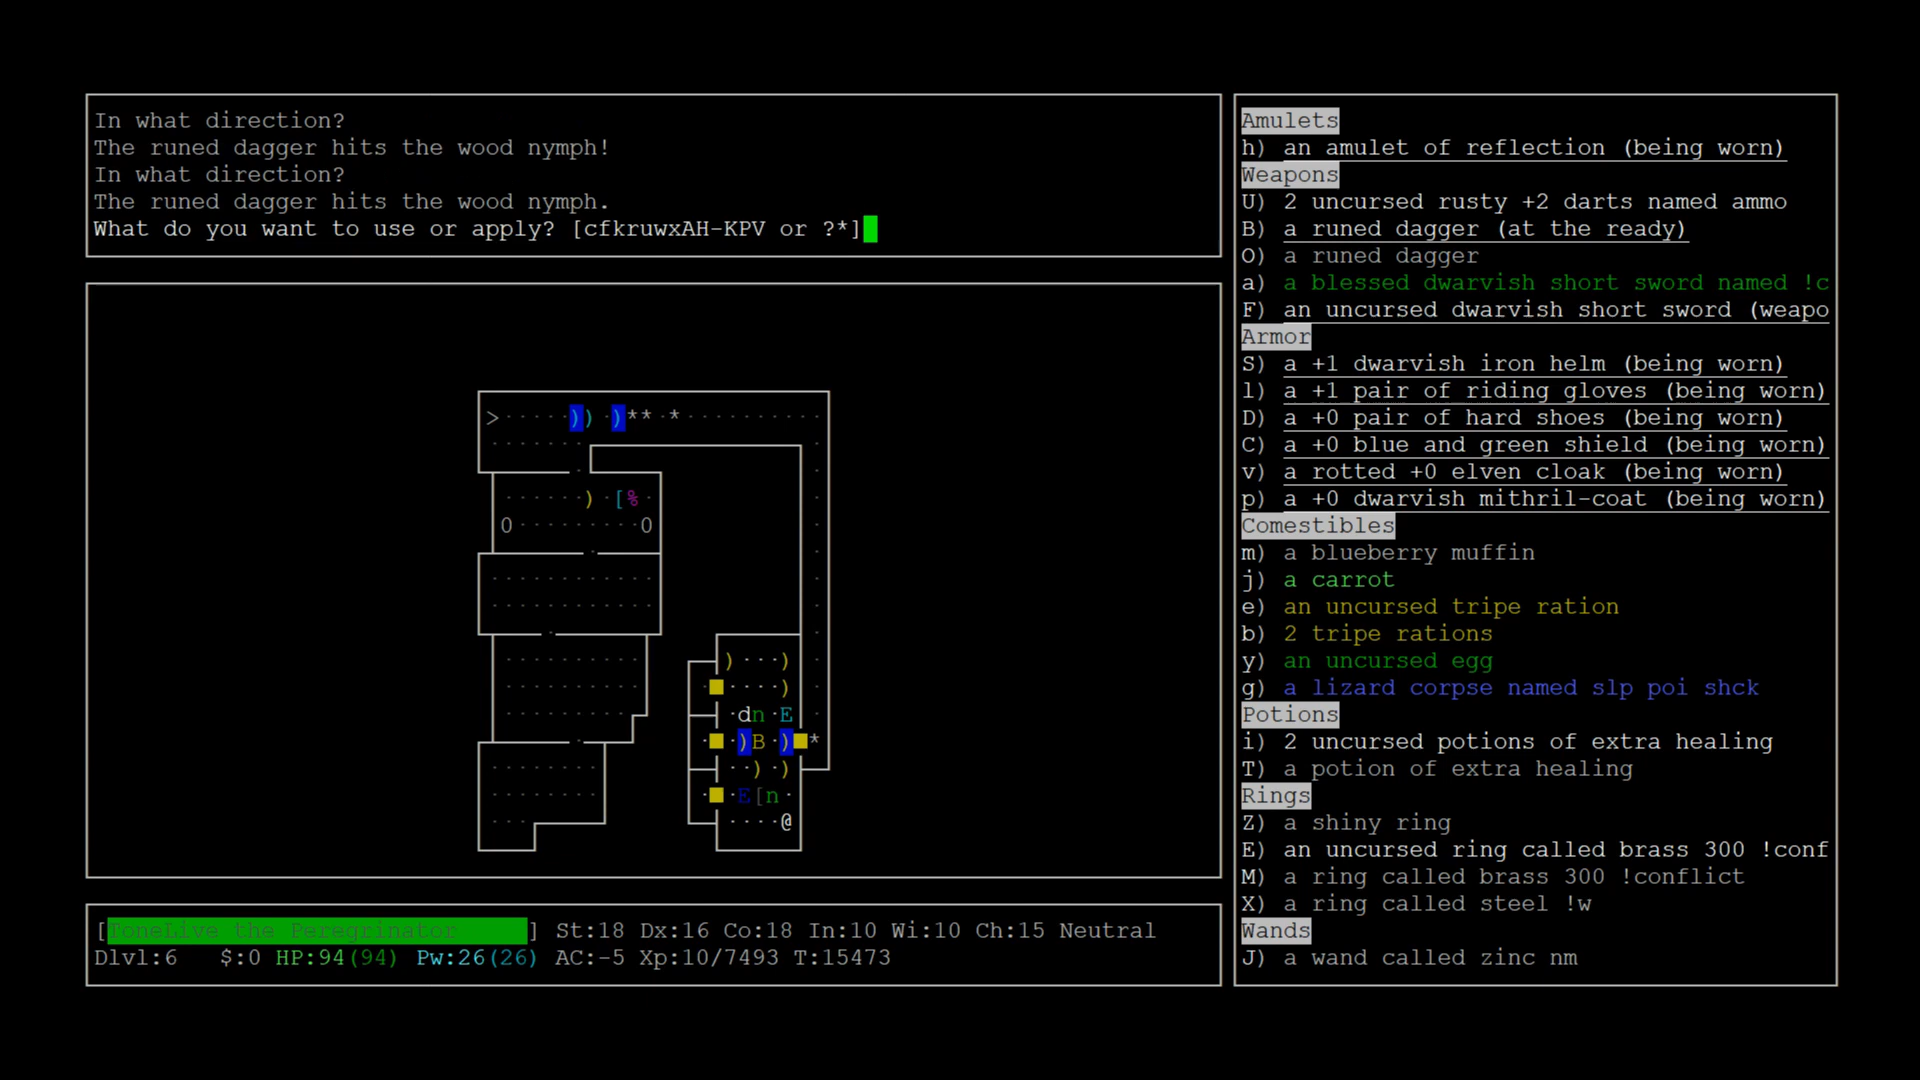 In what direction?
The runed dagger hits the wood nymph!
In what direction?
The runed dagger hits the wood nymph.
What do you want to use or apply? [cfkruwxAH-KPV or ?*]
>·····)) ·)** *··········
·····) ·[%·
0·········0
)···)
■····)
·dn·E
·■·)B·)■*
··)·)
·■·E[n·
····@
[ToneLive the Peregrinator      ] St:18 Dx:16 Co:18 In:10 Wi:10 Ch:15 Neutral
Dlvl:6   $:0 HP:94(94) Pw:26(26) AC:-5 Xp:10/7493 T:15473
Amulets
h) an amulet of reflection (being worn)
Weapons
U) 2 uncursed rusty +2 darts named ammo
B) a runed dagger (at the ready)
O) a runed dagger
a) a blessed dwarvish short sword named !c
F) an uncursed dwarvish short sword (weapo
Armor
S) a +1 dwarvish iron helm (being worn)
l) a +1 pair of riding gloves (being worn)
D) a +0 pair of hard shoes (being worn)
C) a +0 blue and green shield (being worn)
v) a rotted +0 elven cloak (being worn)
p) a +0 dwarvish mithril-coat (being worn)
Comestibles
m) a blueberry muffin
j) a carrot
e) an uncursed tripe ration
b) 2 tripe rations
y) an uncursed egg
g) a lizard corpse named slp poi shck
Potions
i) 2 uncursed potions of extra healing
T) a potion of extra healing
Rings
Z) a shiny ring
E) an uncursed ring called brass 300 !conf
M) a ring called brass 300 !conflict
X) a ring called steel !w
Wands
J) a wand called zinc nm